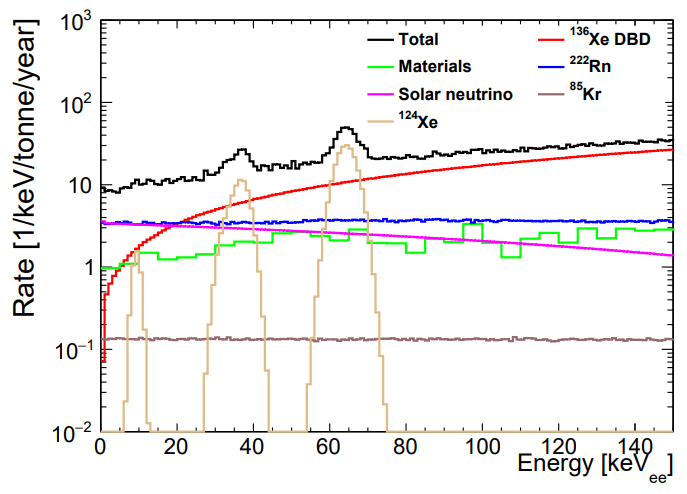 Rate [1/keV/tonne/year]
10³
10²
10
1
10⁻¹
10⁻²
Total
¹³⁶Xe DBD
Materials
²²²Rn
Solar neutrino
⁸⁵Kr
¹²⁴Xe
0 20 40 60 80 100 120 140
Energy [keVₑₑ]